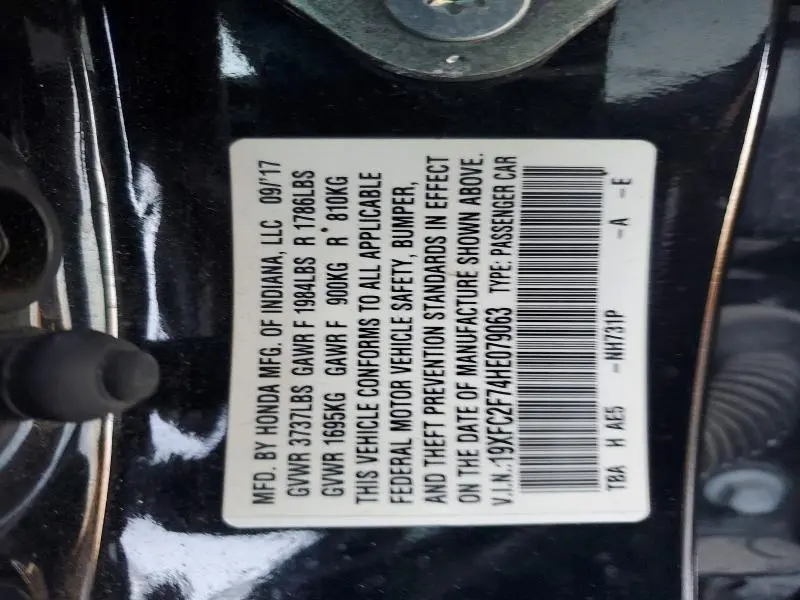 MFD. BY HONDA MFG. OF INDIANA, LLC 09/17
GVWR 3737LBS GAWR F 1984LBS R 1786LBS
GVWR 1695KG GAWR F 900KG R 810KG
THIS VEHICLE CONFORMS TO ALL APPLICABLE
FEDERAL MOTOR VEHICLE SAFETY, BUMPER,
AND THEFT PREVENTION STANDARDS IN EFFECT
ON THE DATE OF MANUFACTURE SHOWN ABOVE.
V.I.N.:19XFC2F74HE079063 TYPE: PASSENGER CAR
TBA H AE5 -NH731P -A -E